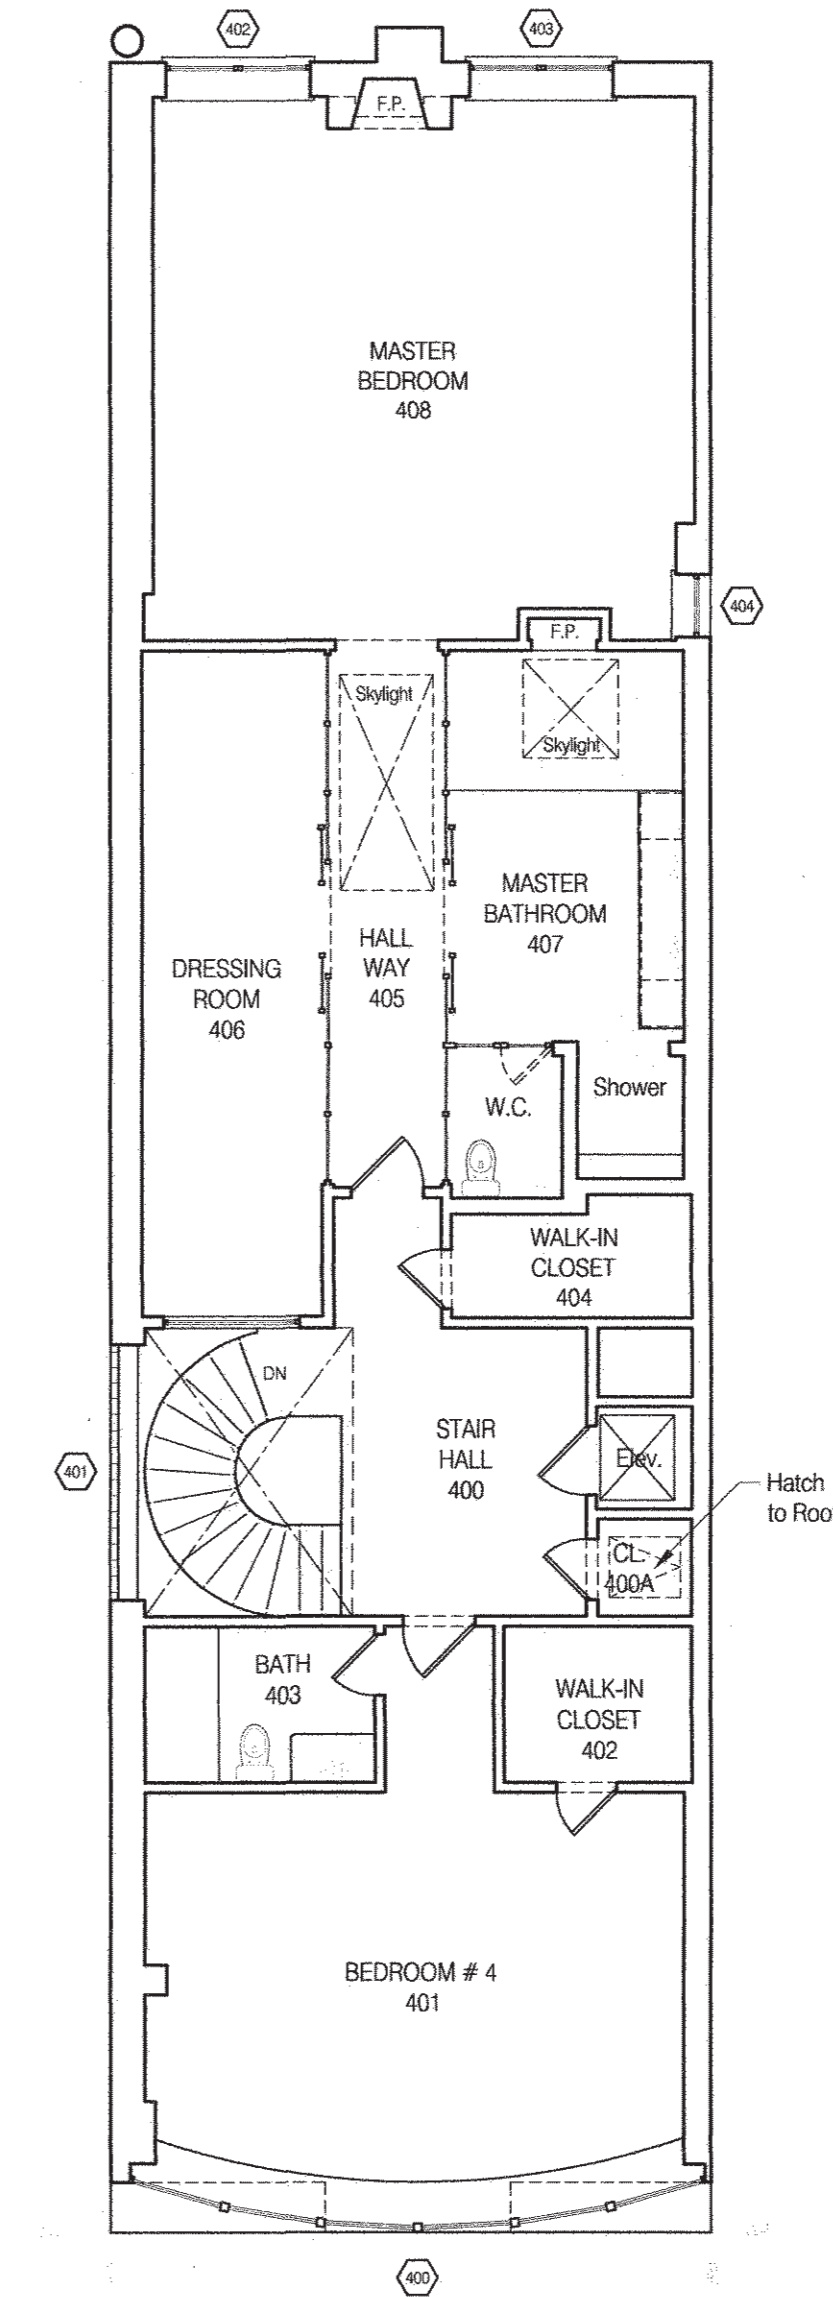 402
403
F.P.
MASTER
BEDROOM
408
404
F.P.
Skylight
Skylight
MASTER
BATHROOM
407
HALL
WAY
405
DRESSING
ROOM
406
Shower
W.C.
WALK-IN
CLOSET
404
DN
STAIR
HALL
400
Elev.
401
Hatch
to Roo
CL.
400A
BATH
403
WALK-IN
CLOSET
402
BEDROOM # 4
401
400